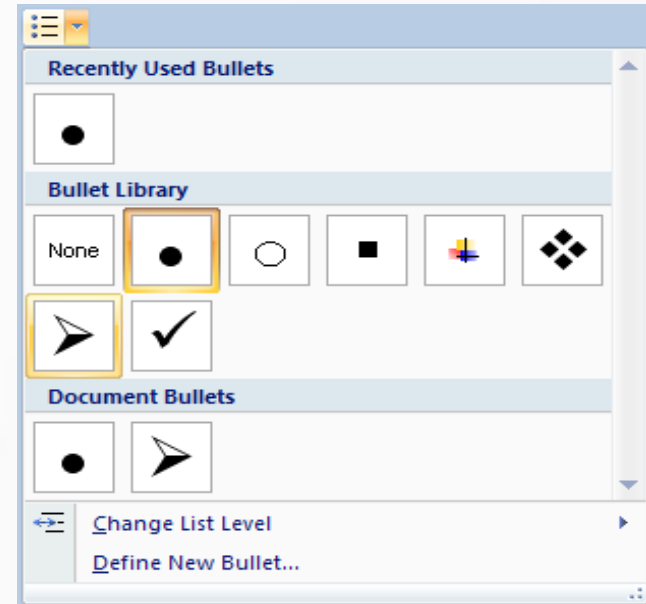 Recently Used Bullets
Bullet Library
None
Document Bullets
Change List Level
Define New Bullet...